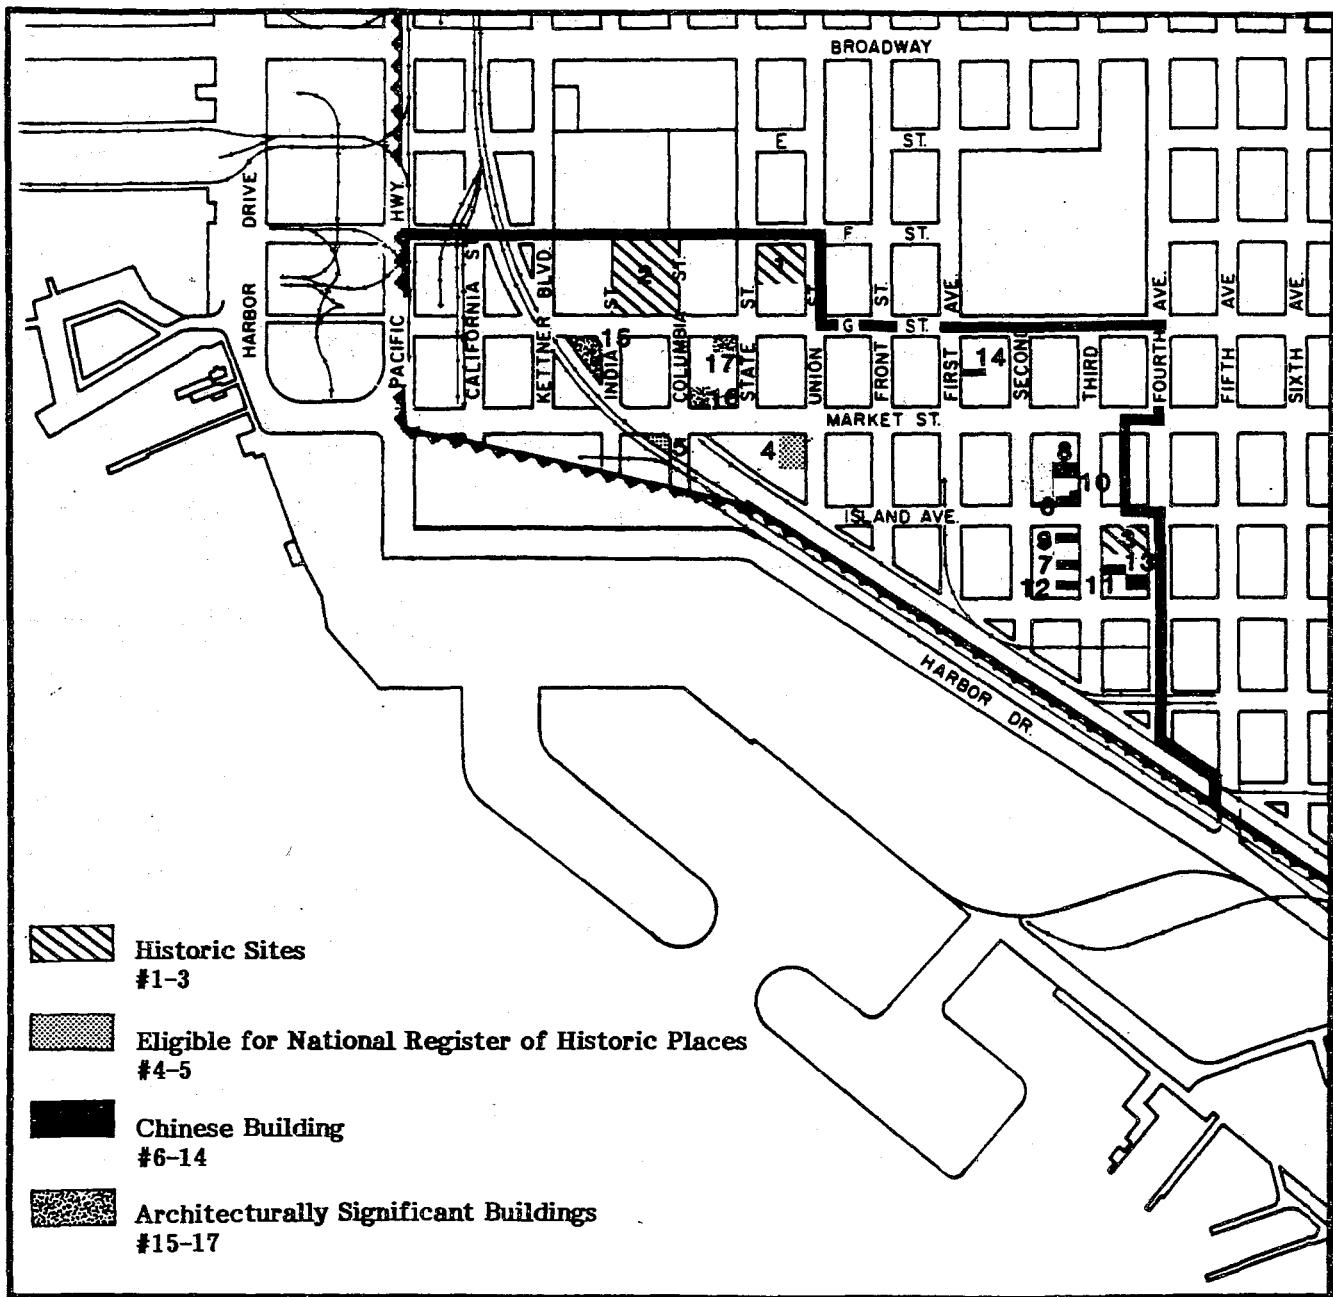 BROADWAY
E ST.
F ST.
G ST.
MARKET ST.
ISLAND AVE.
HARBOR DR.
HARBOR DRIVE
PACIFIC HWY.
CALIFORNIA S
KETTNER BLVD.
INDIA ST.
COLUMBIA ST.
STATE ST.
UNION ST.
FRONT ST.
FIRST AVE.
SECOND
THIRD
FOURTH AVE.
FIFTH AVE.
SIXTH AVE.
1
15
17
16
14
4
5
8
10
6
9
7
12
3
13
11
Historic Sites
#1-3
Eligible for National Register of Historic Places
#4-5
Chinese Building
#6-14
Architecturally Significant Buildings
#15-17